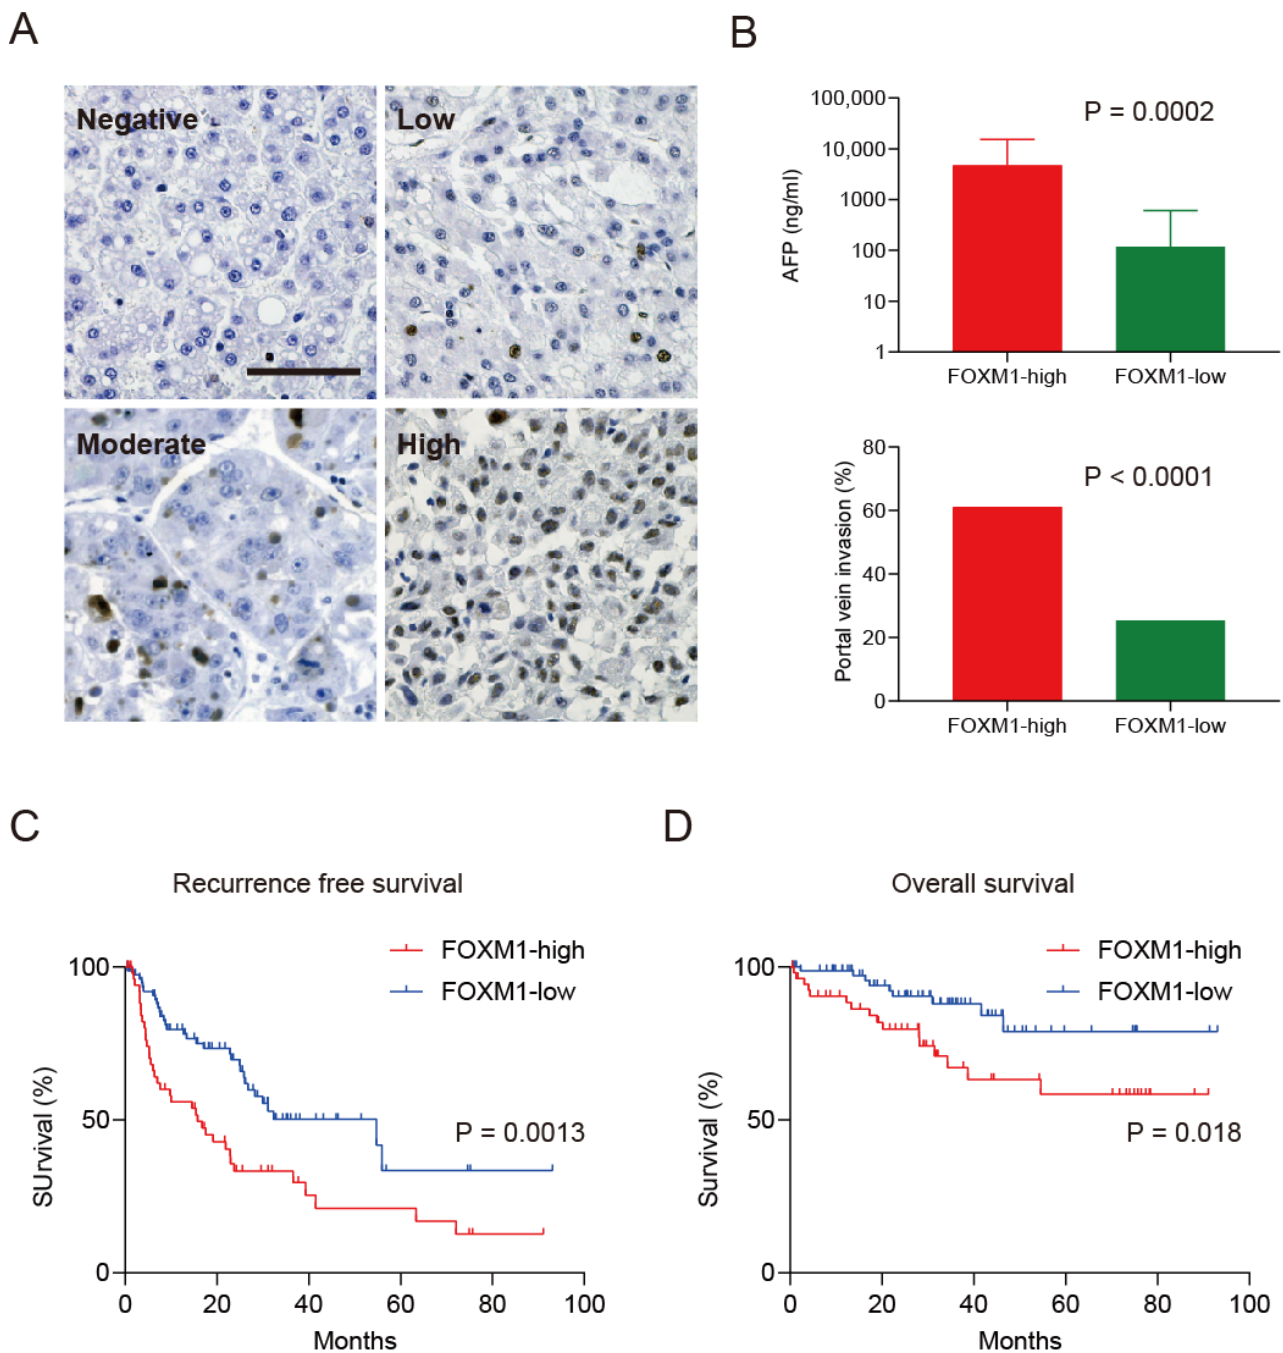 A
Negative
Low
Moderate
High
B
P = 0.0002
AFP (ng/ml)
100,000
10,000
1000
100
10
1
FOXM1-high
FOXM1-low
P < 0.0001
Portal vein invasion (%)
80
60
40
20
0
FOXM1-high
FOXM1-low
C
Recurrence free survival
FOXM1-high
FOXM1-low
P = 0.0013
SUrvival (%)
100
50
0
0 20 40 60 80 100
Months
D
Overall survival
FOXM1-high
FOXM1-low
P = 0.018
Survival (%)
100
50
0
0 20 40 60 80 100
Months